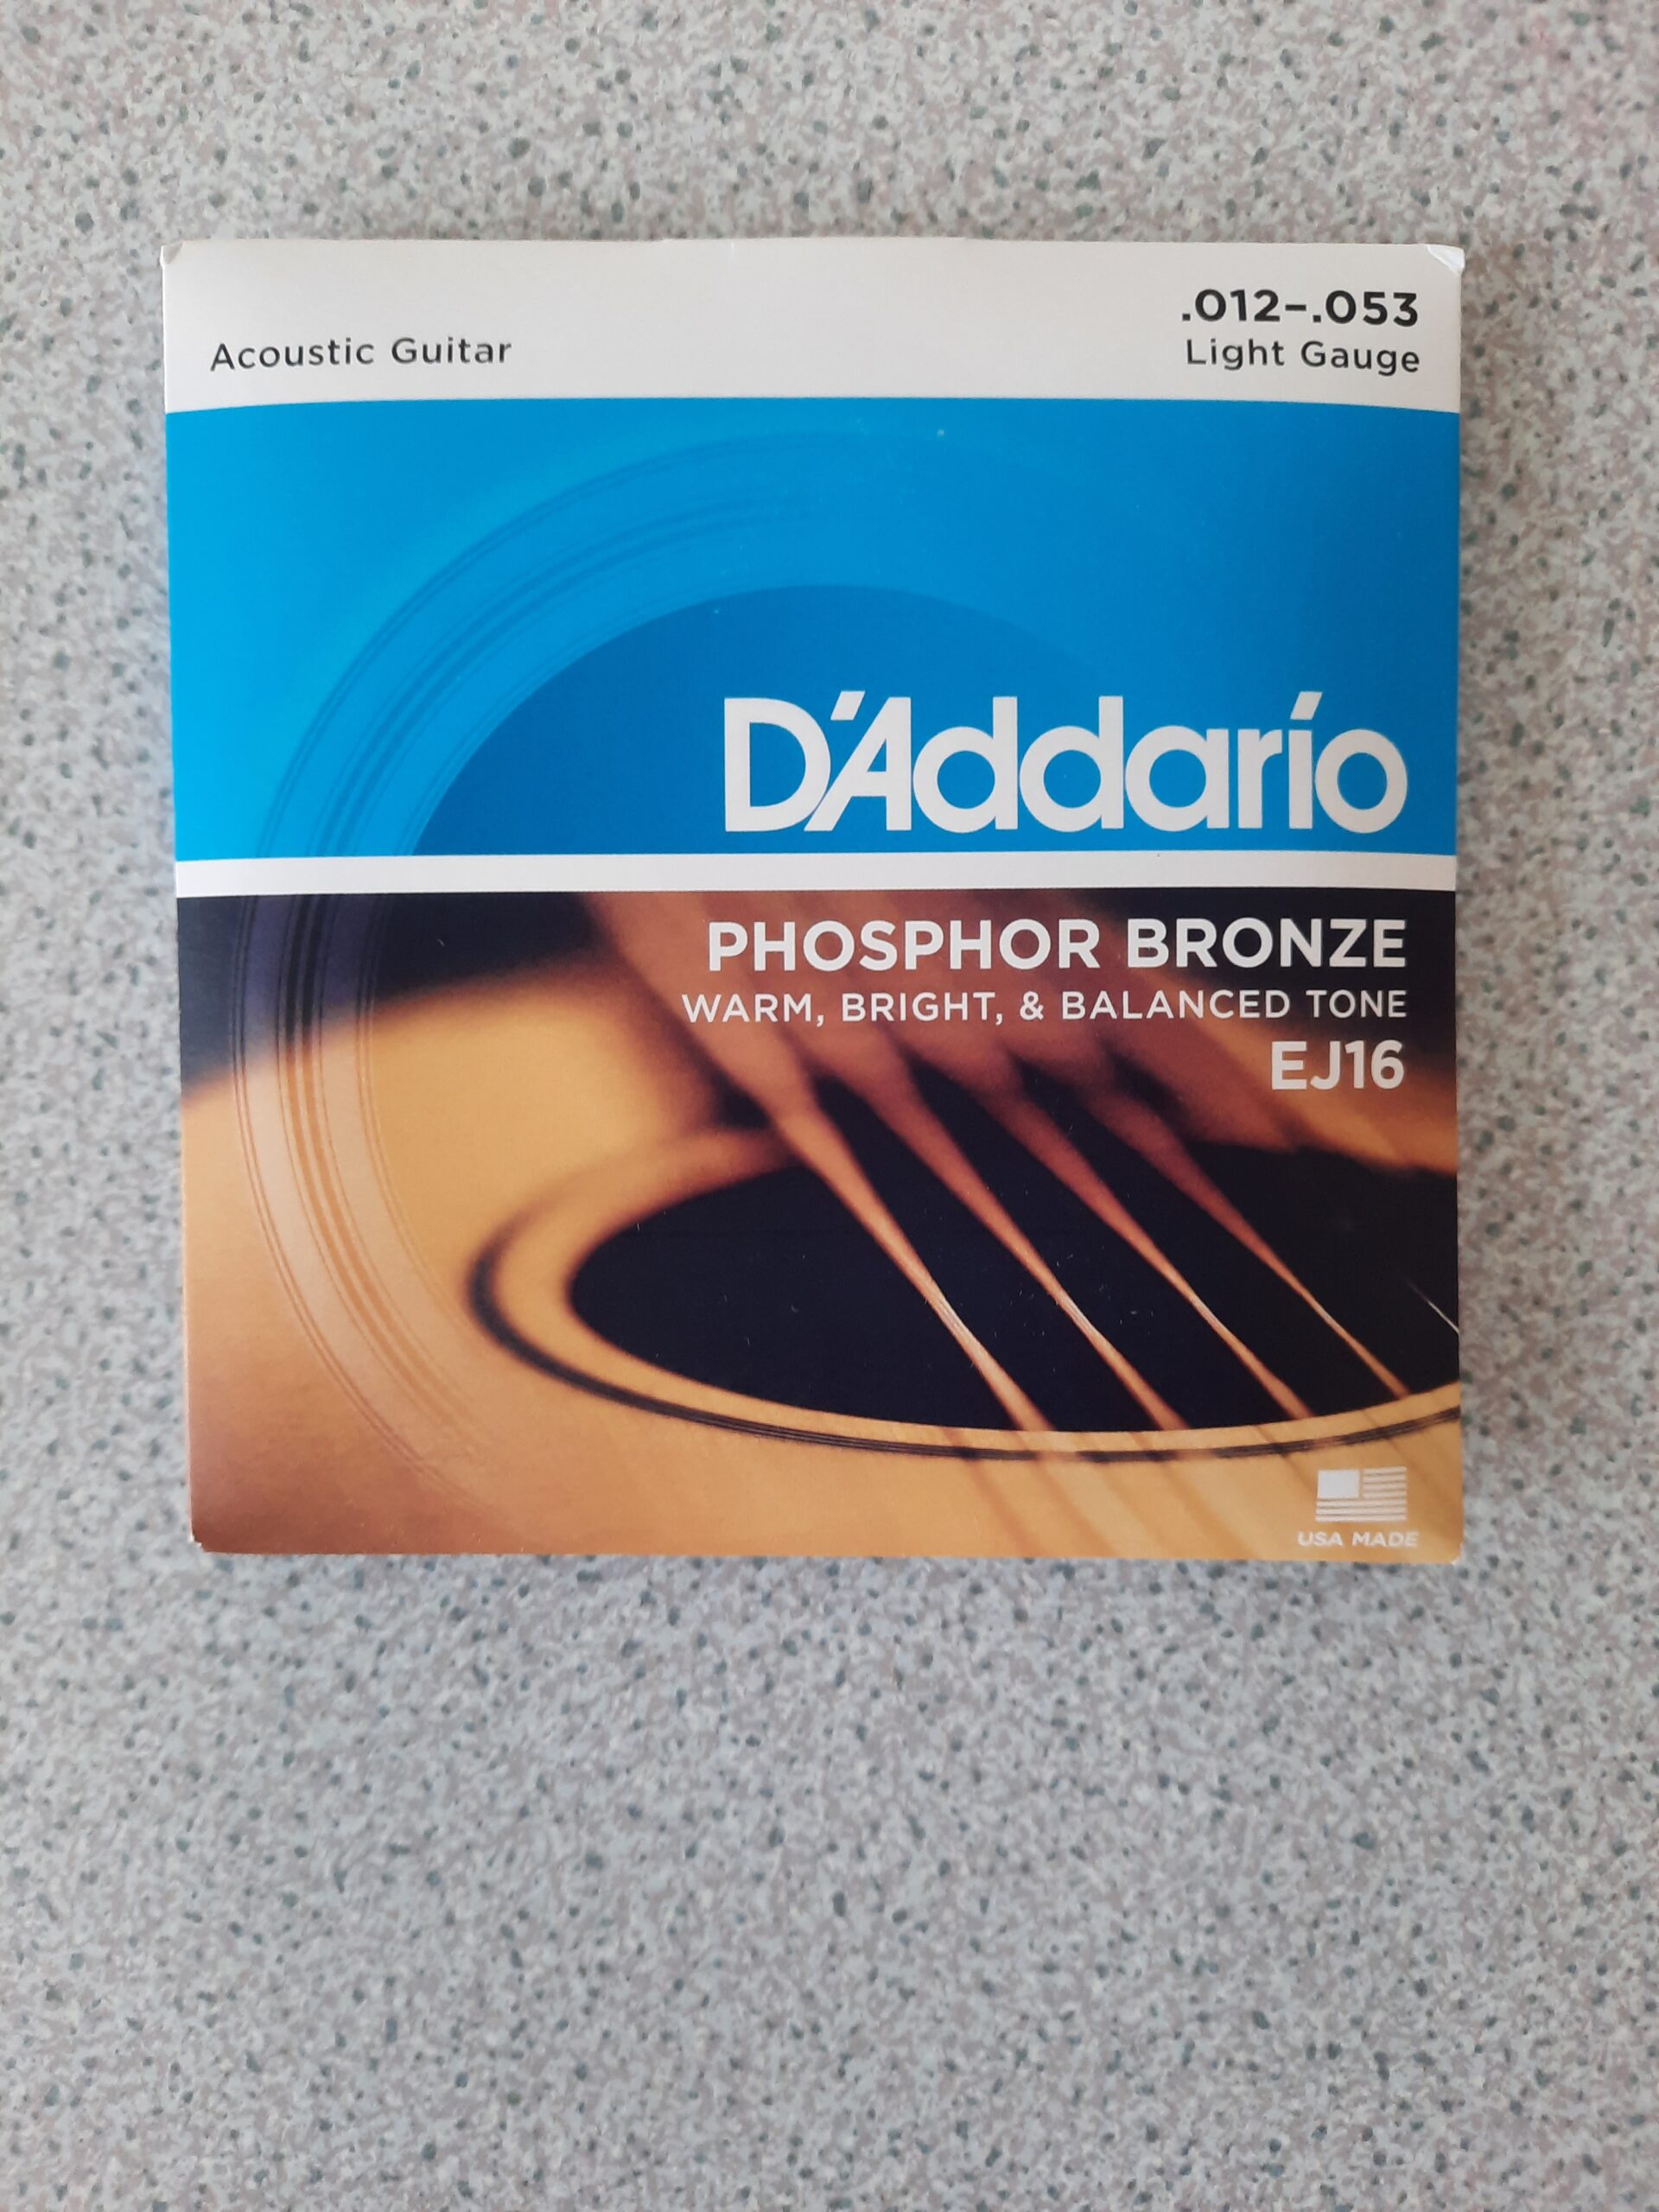 Acoustic Guitar
.012–.053
Light Gauge
D'Addario
PHOSPHOR BRONZE
WARM, BRIGHT, & BALANCED TONE
EJ16
USA MADE